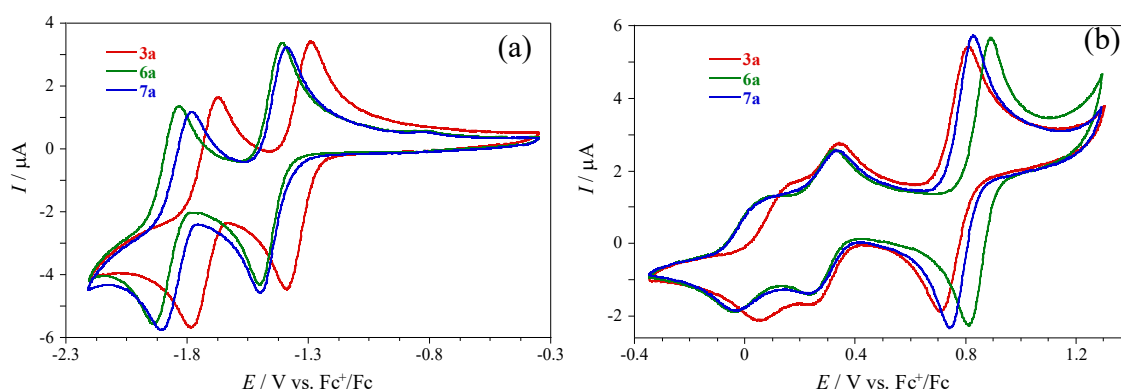 (a)
3a
6a
7a
4
2
0
-2
-4
-6
I / μA
-2.3 -1.8 -1.3 -0.8 -0.3
E / V vs. Fc⁺/Fc
(b)
3a
6a
7a
6
4
2
0
-2
I / μA
-0.4 0 0.4 0.8 1.2
E / V vs. Fc⁺/Fc